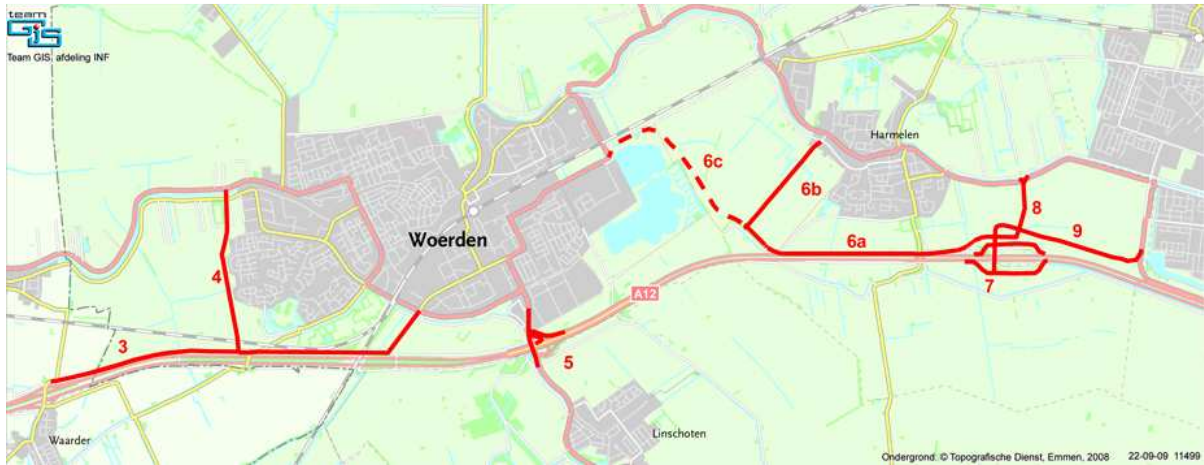 team
GIS
Team GIS, afdeling INF
Harmelen
6c
6b
8
Woerden
6a
9
4
7
A12
3
5
Waarder
Linschoten
Ondergrond: © Topografische Dienst, Emmen, 2008 22-09-09 11499